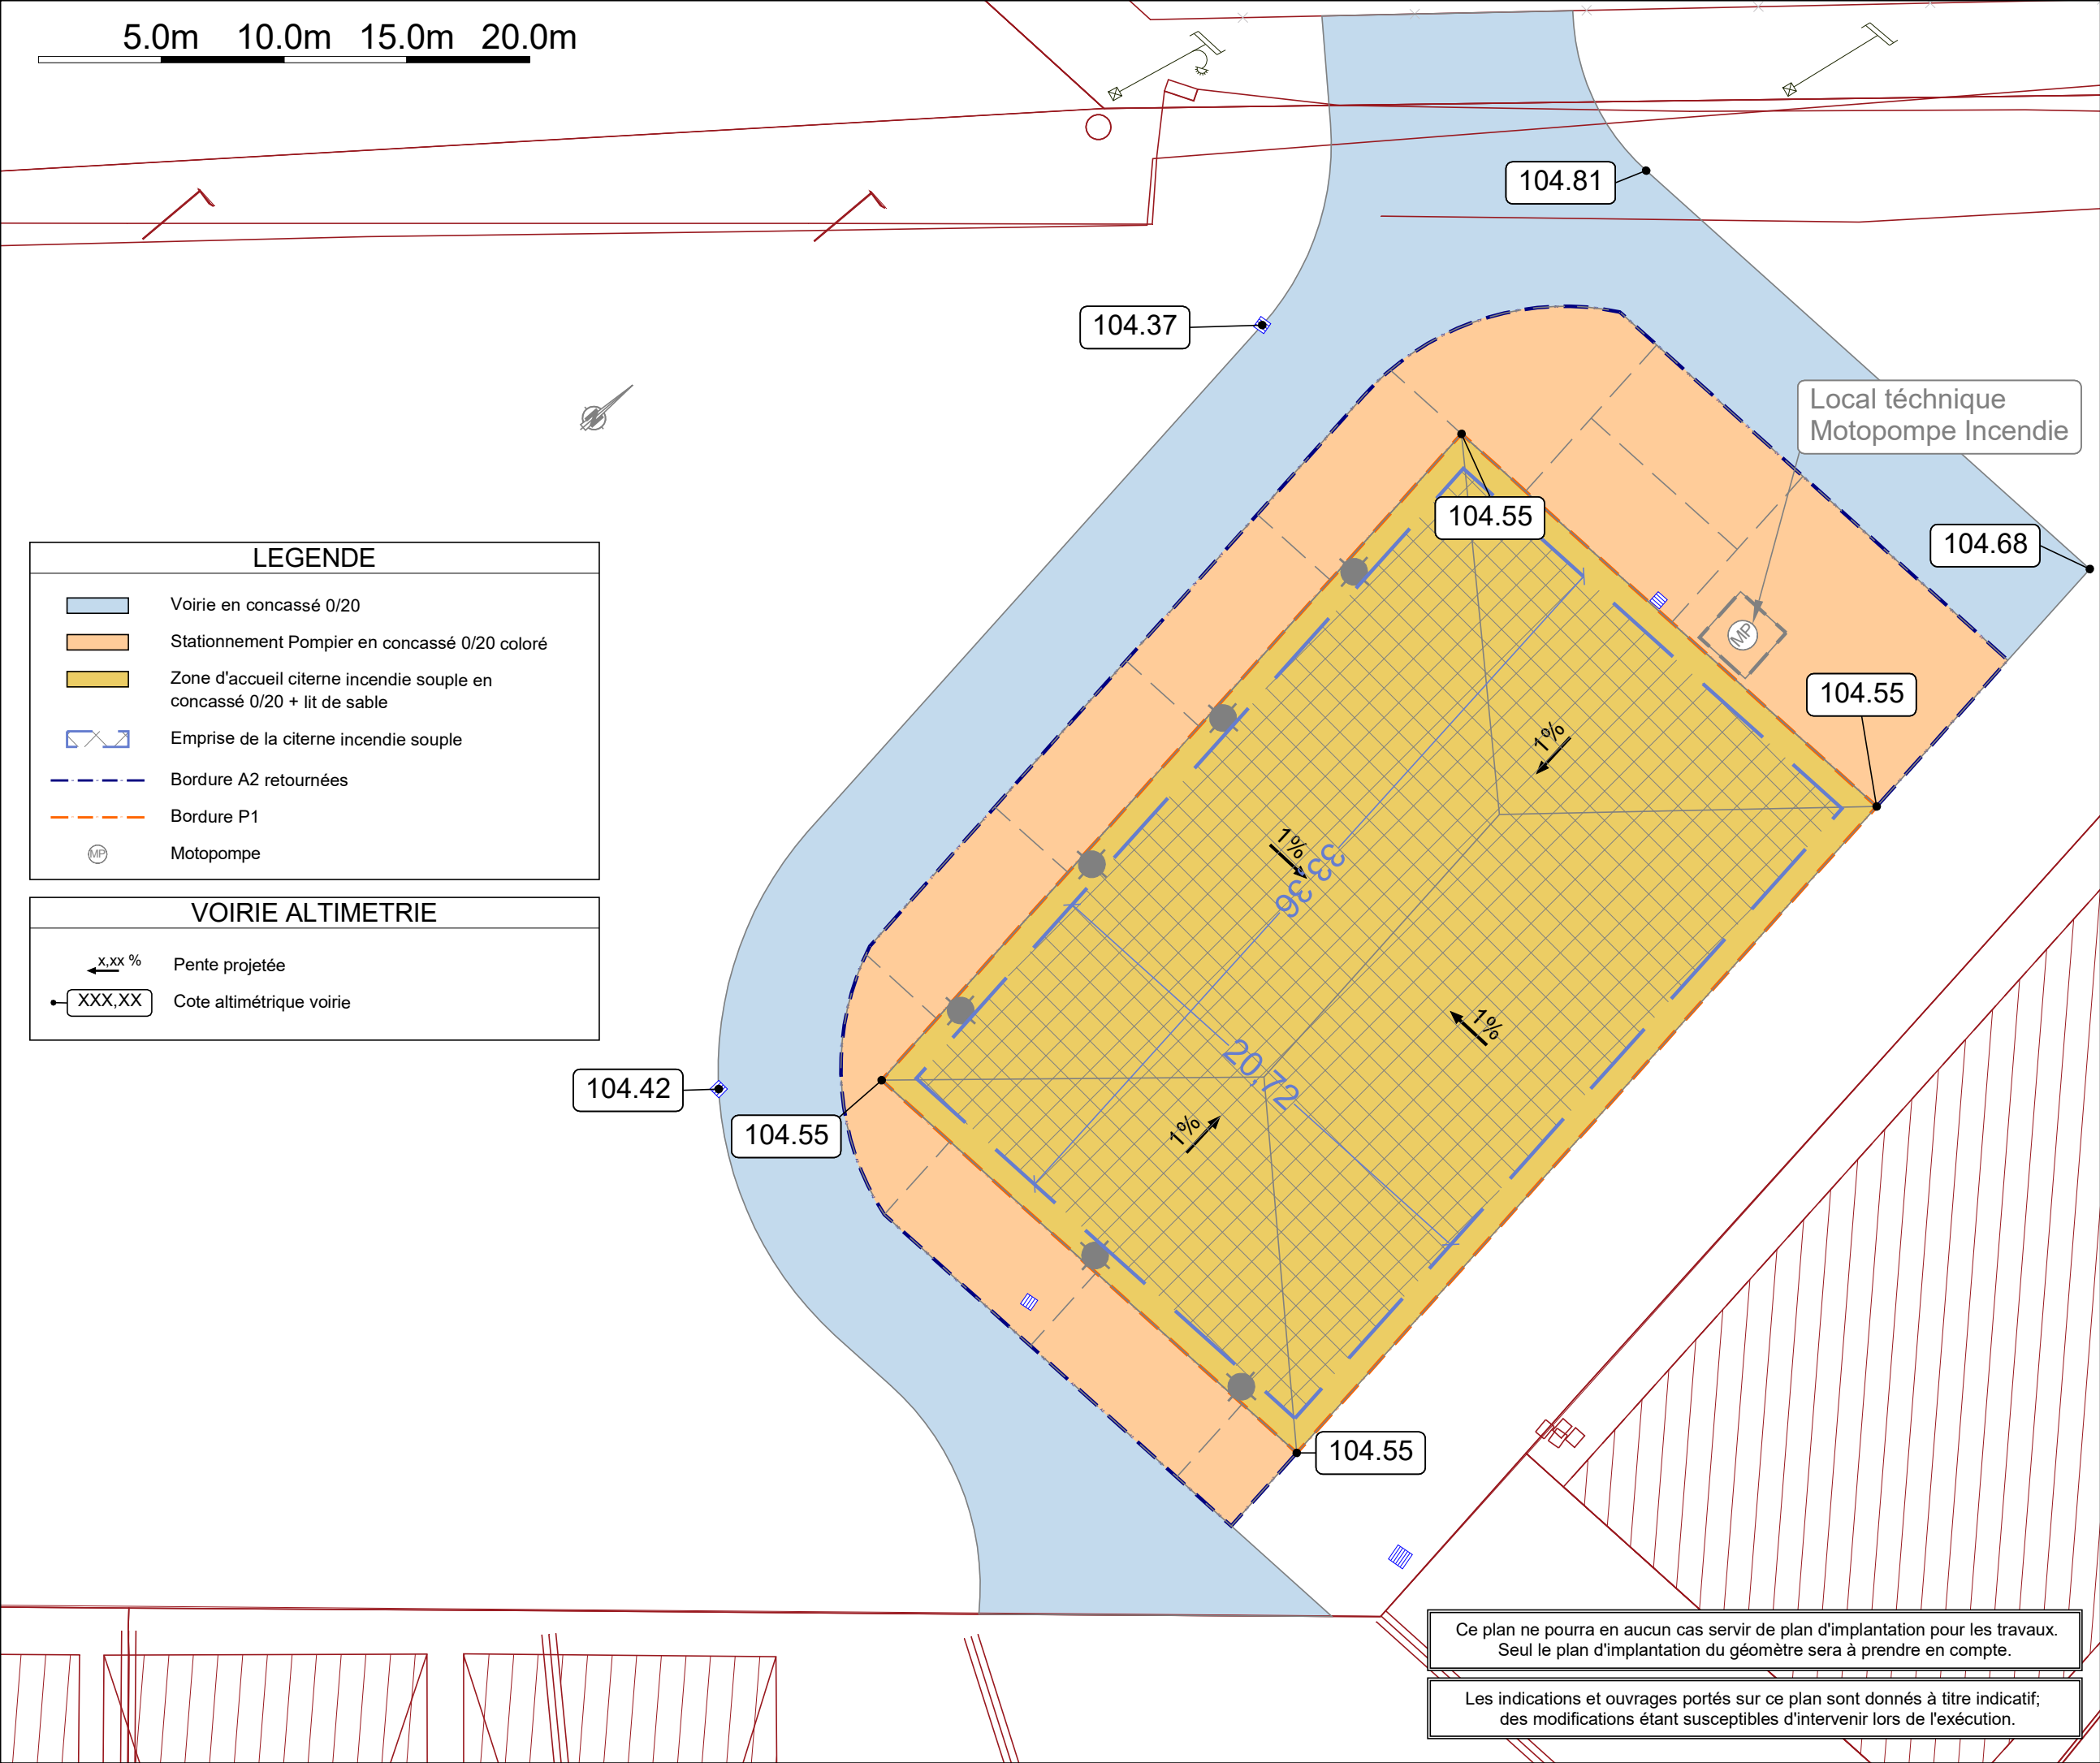 5.0m 10.0m 15.0m 20.0m
104.81
104.37
Local téchnique
Motopompe Incendie
104.55
104.68
LEGENDE
Voirie en concassé 0/20
Stationnement Pompier en concassé 0/20 coloré
Zone d'accueil citerne incendie souple en
concassé 0/20 + lit de sable
Emprise de la citerne incendie souple
Bordure A2 retournées
Bordure P1
MP
Motopompe
MP
104.55
1%
1%
33
36
1%
20,72
1%
VOIRIE ALTIMETRIE
x,xx %
Pente projetée
XXX,XX
Cote altimétrique voirie
104.42
104.55
104.55
Ce plan ne pourra en aucun cas servir de plan d'implantation pour les travaux.
Seul le plan d'implantation du géomètre sera à prendre en compte.
Les indications et ouvrages portés sur ce plan sont donnés à titre indicatif;
des modifications étant susceptibles d'intervenir lors de l'exécution.